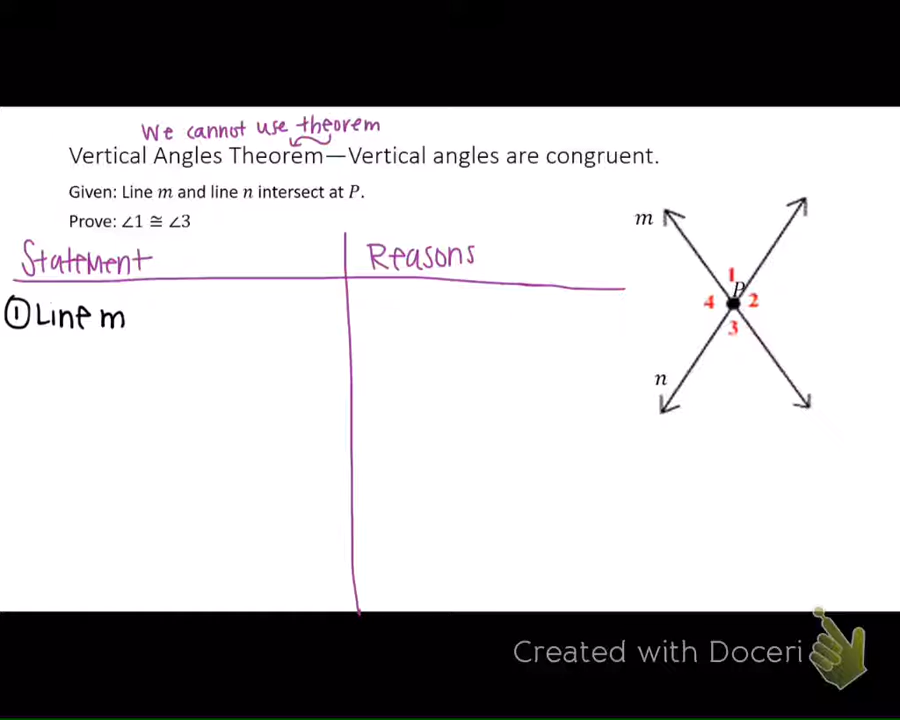 We cannot use theorem
Vertical Angles Theorem—Vertical angles are congruent.
Given: Line m and line n intersect at P.
Prove: ∠1 ≅ ∠3
Statement Reasons
① Line m
m
1
P
4 2
3
n
Created with Doceri